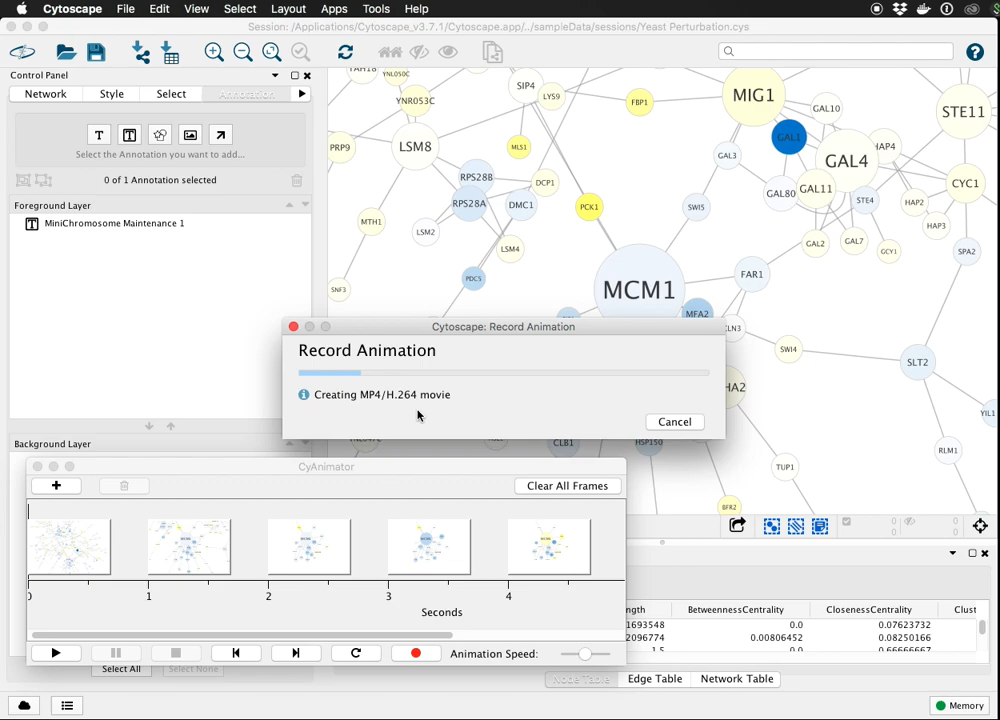 Cytoscape File Edit View Select Layout Apps Tools Help
Session: /Applications/Cytoscape_v3.7.1/Cytoscape.app/../sampleData/sessions/Yeast Perturbation.cys
Control Panel
Network Style Select Annotation
Select the Annotation you want to add...
0 of 1 Annotation selected
Foreground Layer
MiniChromosome Maintenance 1
Background Layer
YNL050C
YNR053C
PRP9
LSM8
SIP4
LYS9
MLS1
FBP1
MIG1
GAL10
STE11
GAL1
HAP4
GAL3
GAL4
GAL11
GAL80
CYC1
RPS28B
DCP1
RPS28A
DMC1
PCK1
SWI5
STE4
HAP2
HAP3
MTH1
LSM2
LSM4
GAL2
GAL7
GCY1
SPA2
PDC5
SNF3
MCM1
FAR1
MFA2
SWI4
SLT2
RLM1
CLB1
HSP150
TUP1
BFR2
Cytoscape: Record Animation
Record Animation
Creating MP4/H.264 movie
Cancel
CyAnimator
+ Clear All Frames
0 1 2 3 4
Seconds
Animation Speed:
Select All Select None
BetweennessCentrality ClosenessCentrality Clust
1693548 0.0 0.07623732
2096774 0.00806452 0.08250166
1.5 0.0 0.66666667
Node Table Edge Table Network Table
Memory